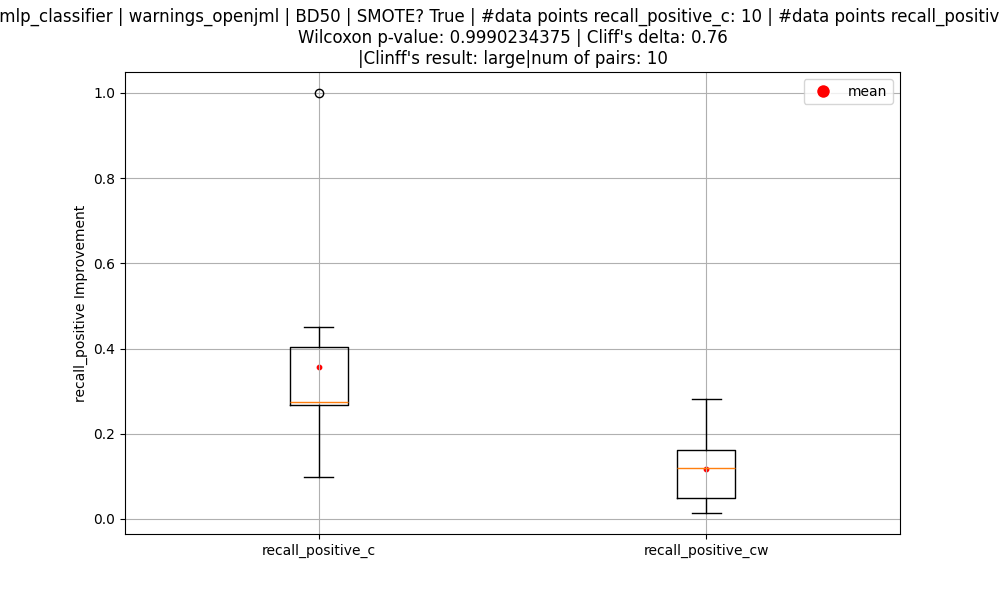 mlp_classifier | warnings_openjml | BD50 | SMOTE? True | #data points recall_positive_c: 10 | #data points recall_positiv
Wilcoxon p-value: 0.9990234375 | Cliff's delta: 0.76
|Clinff's result: large|num of pairs: 10
mean
1.0
0.8
0.6
0.4
0.2
0.0
recall_positive Improvement
recall_positive_c
recall_positive_cw